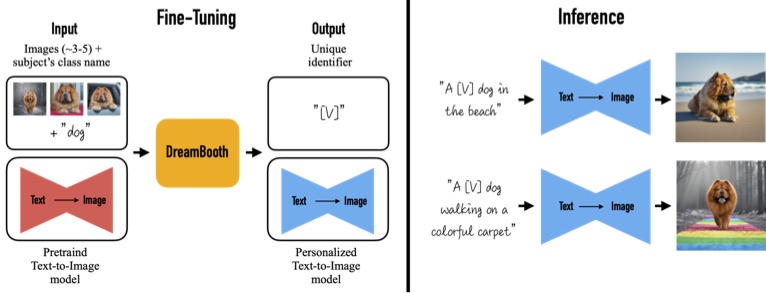 Fine-Tuning
Input
Images (~3-5) +
subject's class name
+ "dog"
Text → Image
Pretraind
Text-to-Image
model
DreamBooth
Output
Unique
identifier
"[V]"
Text → Image
Personalized
Text-to-Image
model
Inference
"A [V] dog in
the beach"
Text → Image
"A [V] dog
walking on a
colorful carpet"
Text → Image